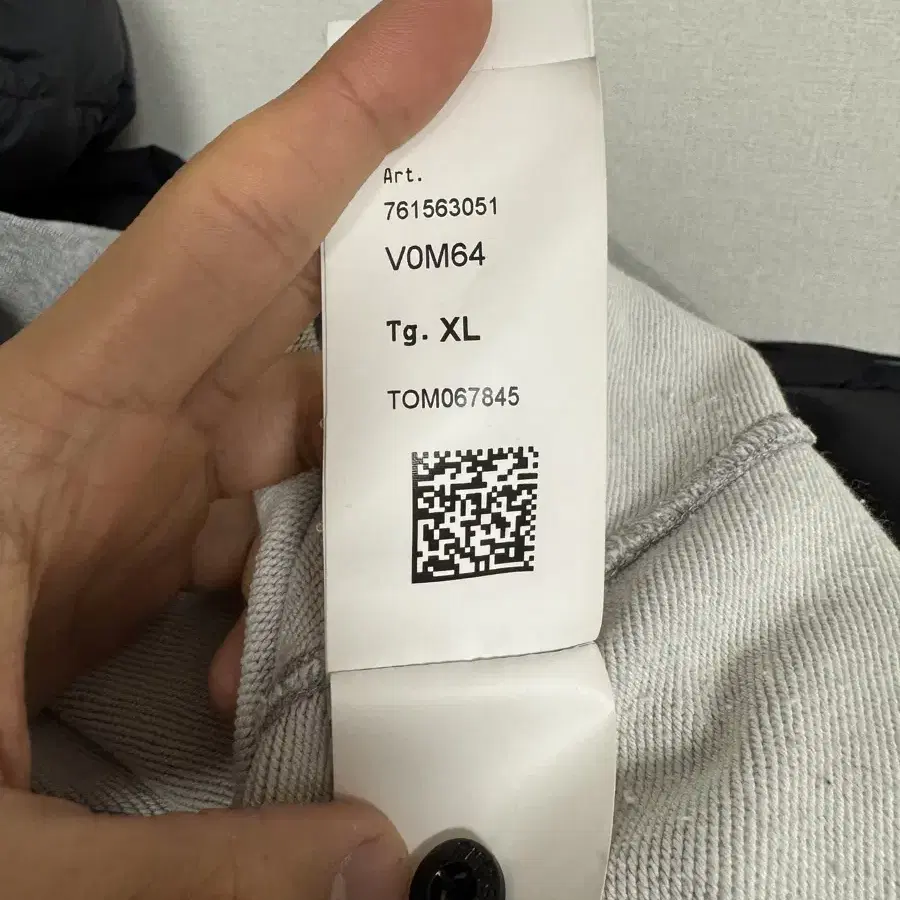 Art.
761563051
V0M64
Tg. XL
TOM067845